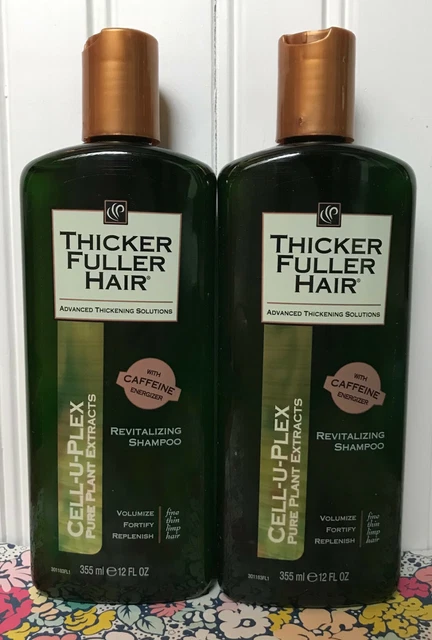 THICKER
FULLER
HAIR®
ADVANCED THICKENING SOLUTIONS
WITH
CAFFEINE
ENERGIZER
CELL-U-PLEX
PURE PLANT EXTRACTS
REVITALIZING
SHAMPOO
VOLUMIZE
FORTIFY
REPLENISH
fine
thin
limp
hair
355 ml ℮ 12 FL OZ
THICKER
FULLER
HAIR®
ADVANCED THICKENING SOLUTIONS
WITH
CAFFEINE
ENERGIZER
CELL-U-PLEX
PURE PLANT EXTRACTS
REVITALIZING
SHAMPOO
VOLUMIZE
FORTIFY
REPLENISH
fine
thin
limp
hair
355 ml ℮ 12 FL OZ